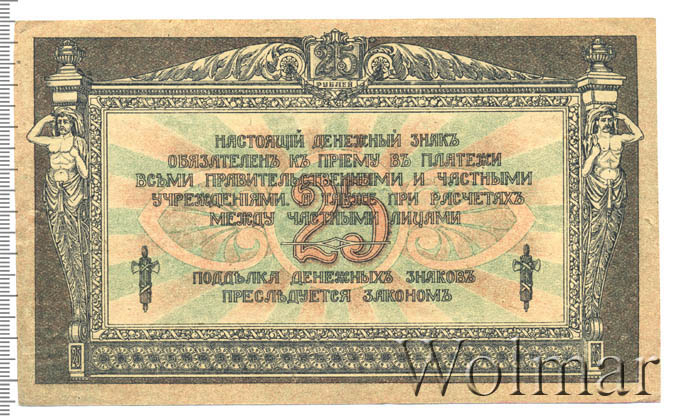 25
РУБЛЕЙ
НАСТОЯЩІЙ ДЕНЕЖНЫЙ ЗНАКЪ
ОБЯЗАТЕЛЕНЪ КЪ ПРІЕМУ ВЪ ПЛАТЕЖИ
ВСѢМИ ПРАВИТЕЛЬСТВЕННЫМИ И ЧАСТНЫМИ
УЧРЕЖДЕНІЯМИ, А ТАКЖЕ ПРИ РАСЧЕТАХЪ
МЕЖДУ ЧАСТНЫМИ ЛИЦАМИ
25
ПОДДѢЛКА ДЕНЕЖНЫХЪ ЗНАКОВЪ
ПРЕСЛѢДУЕТСЯ ЗАКОНОМЪ
Wolmar